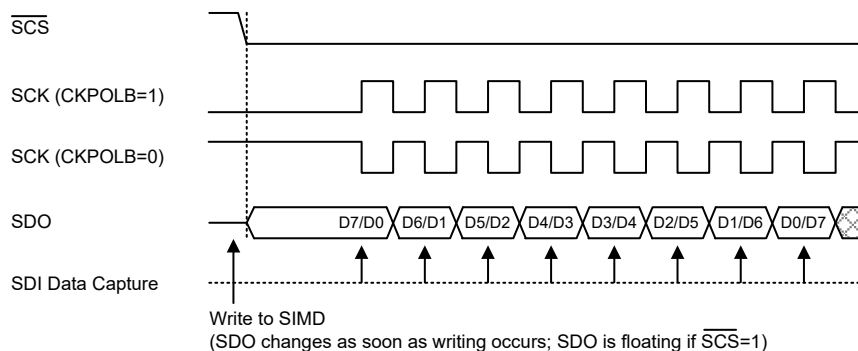 SCS
SCK (CKPOLB=1)
SCK (CKPOLB=0)
SDO D7/D0 D6/D1 D5/D2 D4/D3 D3/D4 D2/D5 D1/D6 D0/D7
SDI Data Capture
Write to SIMD
(SDO changes as soon as writing occurs; SDO is floating if SCS=1)